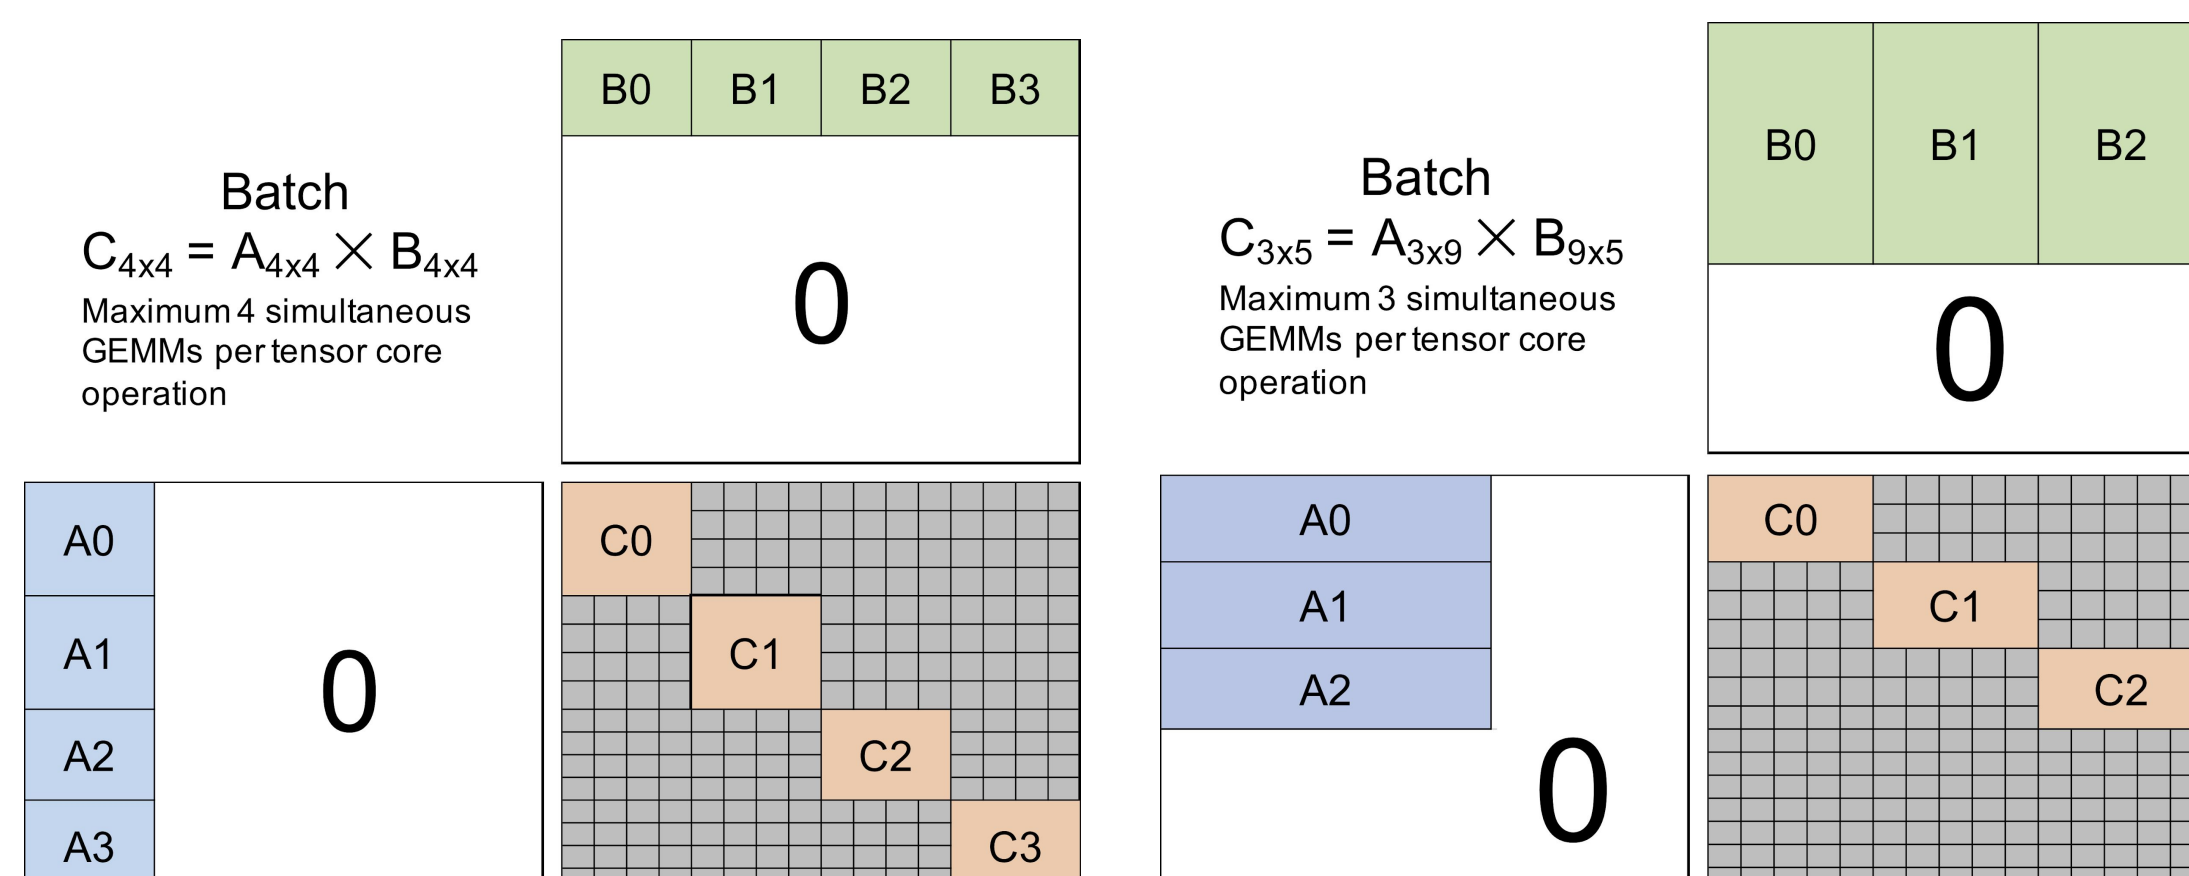 B0 B1 B2 B3
Batch
C4x4 = A4x4 × B4x4
Maximum 4 simultaneous
GEMMs per tensor core
operation
0
A0
A1
A2
A3
0
C0
C1
C2
C3
B0 B1 B2
Batch
C3x5 = A3x9 × B9x5
Maximum 3 simultaneous
GEMMs per tensor core
operation
0
A0
A1
A2
0
C0
C1
C2